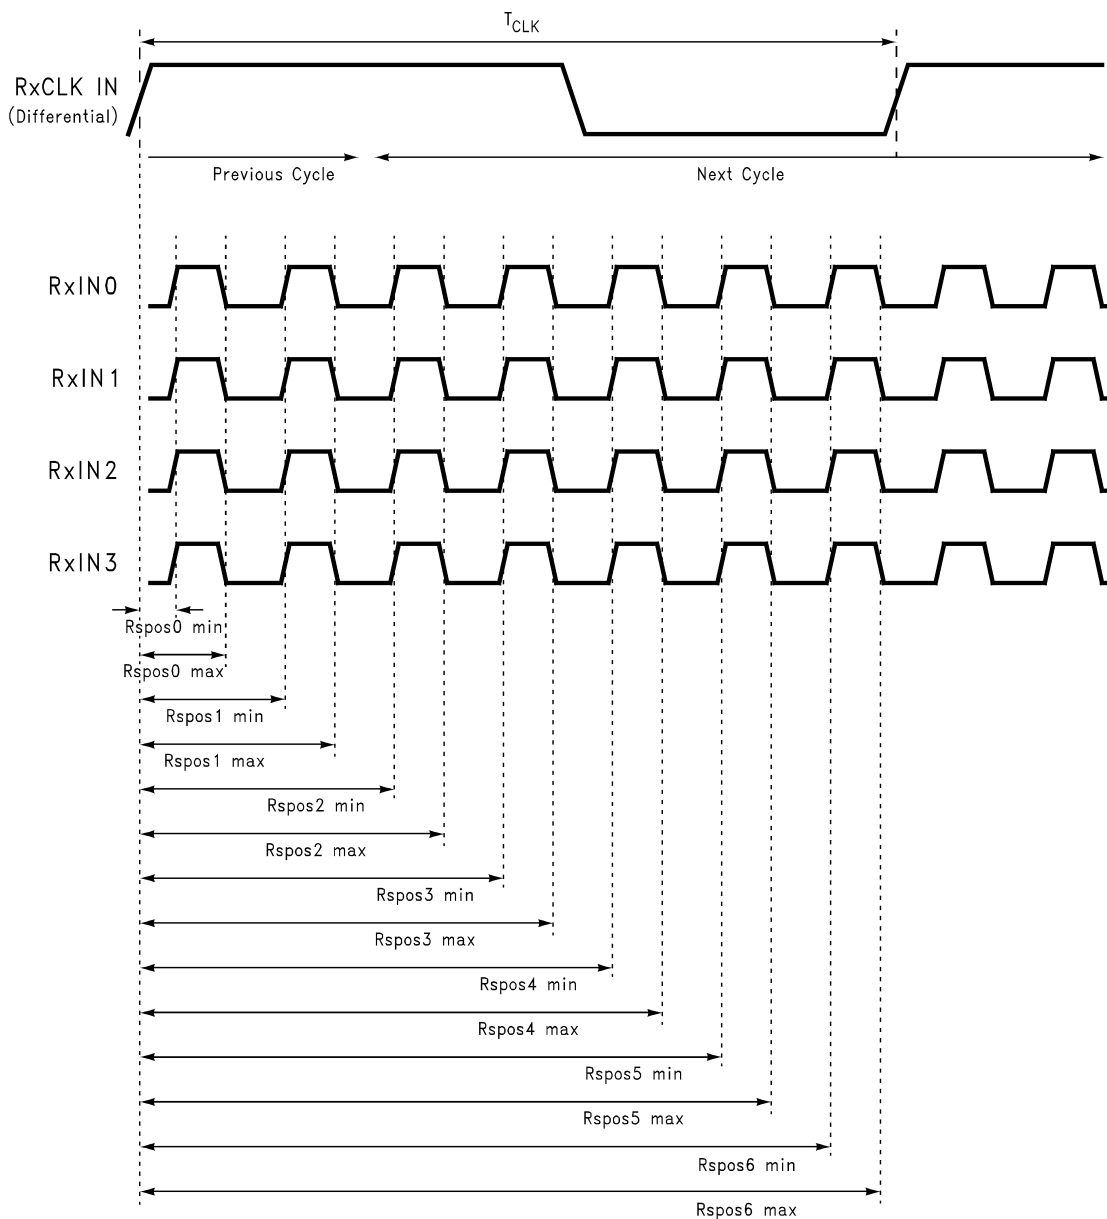 TCLK
RxCLK IN
(Differential)
Previous Cycle
Next Cycle
RxIN0
RxIN1
RxIN2
RxIN3
Rspos0 min
Rspos0 max
Rspos1 min
Rspos1 max
Rspos2 min
Rspos2 max
Rspos3 min
Rspos3 max
Rspos4 min
Rspos4 max
Rspos5 min
Rspos5 max
Rspos6 min
Rspos6 max